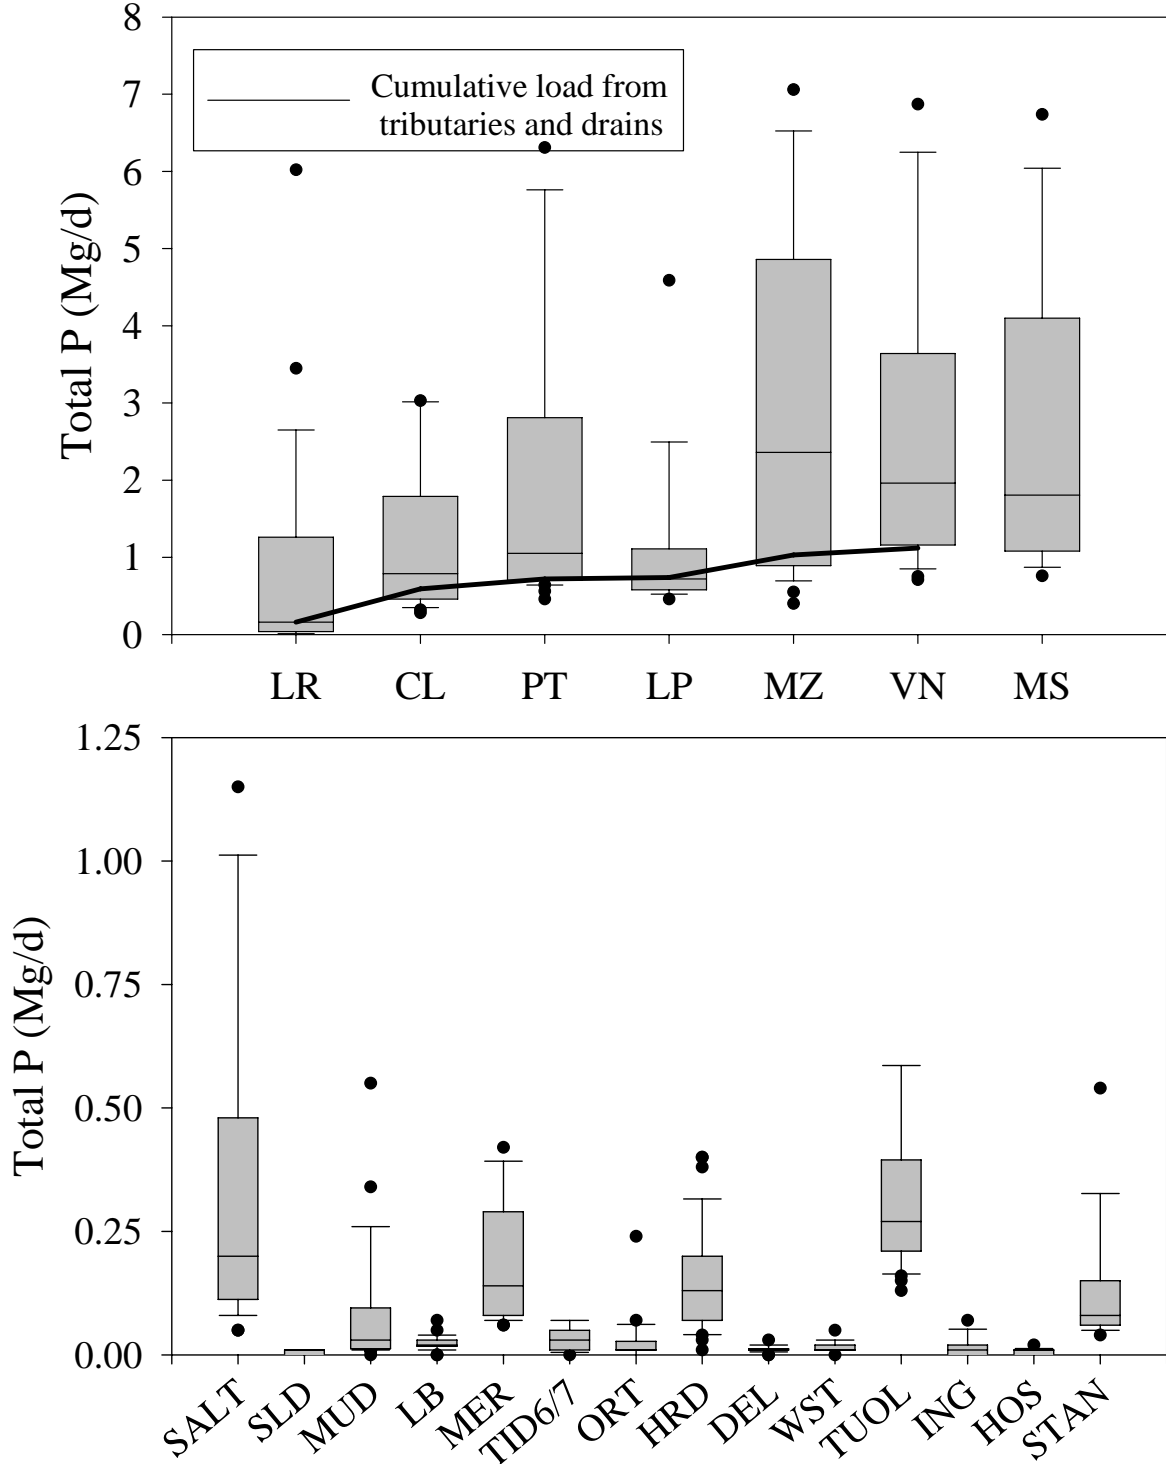 8
7
6
5
4
3
2
1
0
Total P (Mg/d)
Cumulative load from
tributaries and drains
LR CL PT LP MZ VN MS
1.25
1.00
0.75
0.50
0.25
0.00
Total P (Mg/d)
SALT SLD MUD LB MER TID6/7 ORT HRD DEL WST TUOL ING HOS STAN